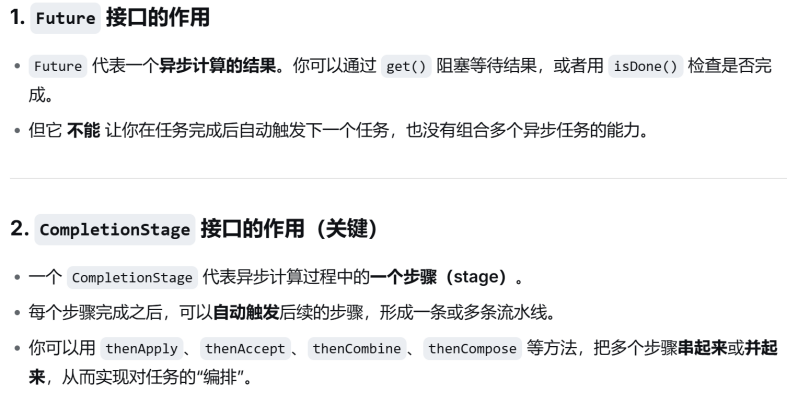 1. Future 接口的作用
• Future 代表一个异步计算的结果。你可以通过 get() 阻塞等待结果，或者用 isDone() 检查是否完
成。
• 但它 不能 让你在任务完成后自动触发下一个任务，也没有组合多个异步任务的能力。
2. CompletionStage 接口的作用（关键）
• 一个 CompletionStage 代表异步计算过程中的一个步骤（stage）。
• 每个步骤完成之后，可以自动触发后续的步骤，形成一条或多条流水线。
• 你可以用 thenApply、thenAccept、thenCombine、thenCompose 等方法，把多个步骤串起来或并起
来，从而实现对任务的“编排”。